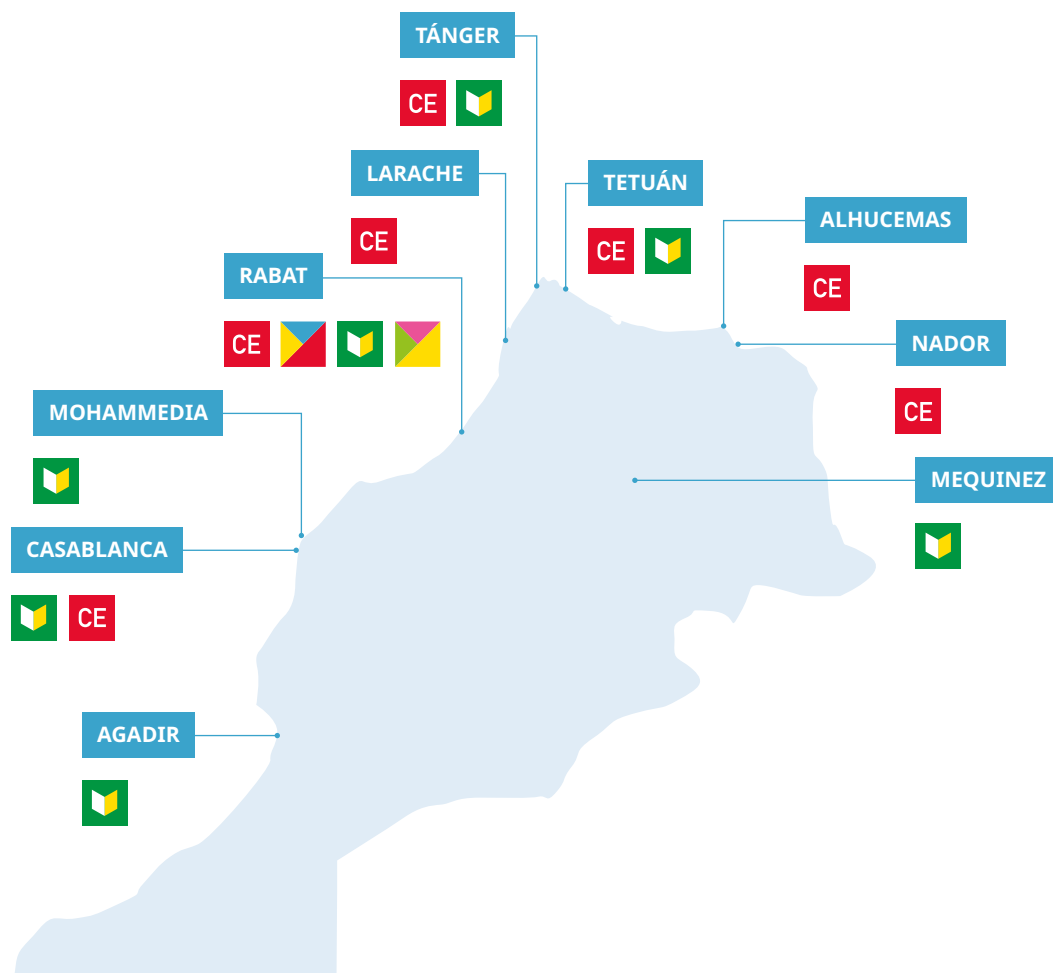 TÁNGER
CE
LARACHE
CE
TETUÁN
CE
ALHUCEMAS
CE
RABAT
CE
NADOR
CE
MOHAMMEDIA
MEQUINEZ
CASABLANCA
CE
AGADIR